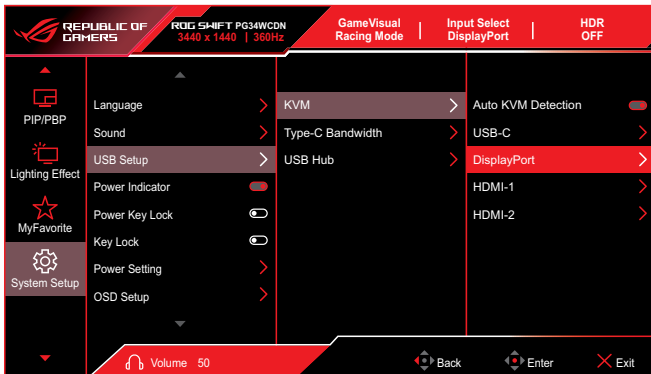 REPUBLIC OF
GAMERS
ROG SWIFT PG34WCDN
3440 x 1440 | 360Hz
GameVisual
Racing Mode
Input Select
DisplayPort
HDR
OFF
PIP/PBP
Lighting Effect
MyFavorite
System Setup
Language
Sound
USB Setup
Power Indicator
Power Key Lock
Key Lock
Power Setting
OSD Setup
KVM
Type-C Bandwidth
USB Hub
Auto KVM Detection
USB-C
DisplayPort
HDMI-1
HDMI-2
Volume 50
Back
Enter
Exit